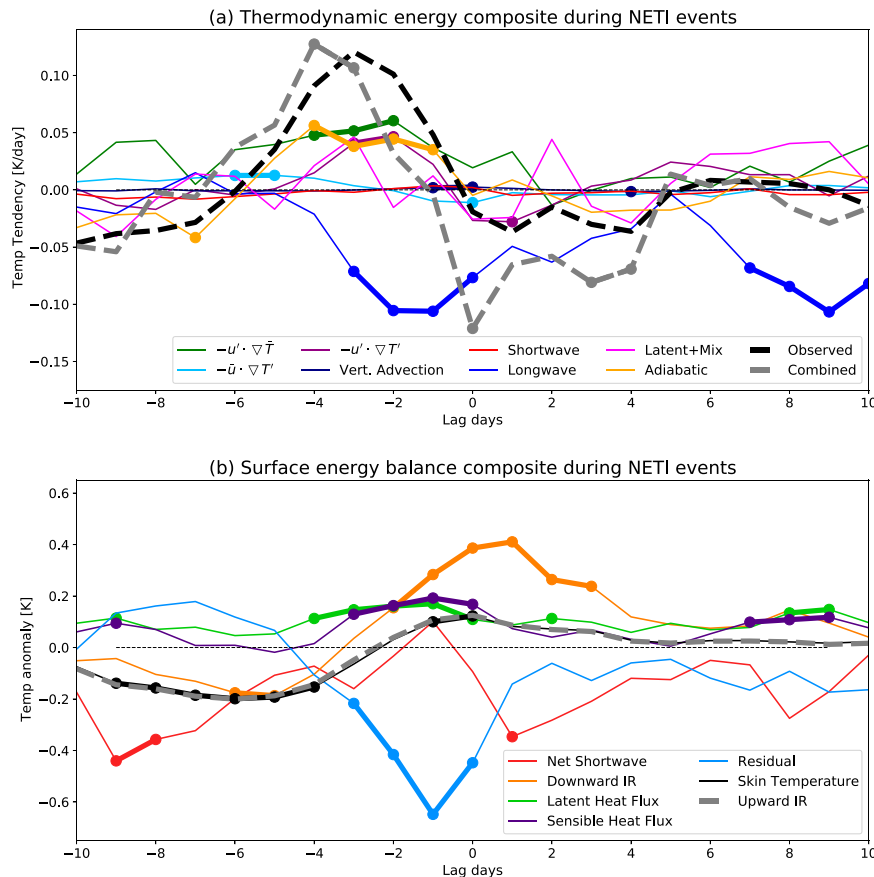 (a) Thermodynamic energy composite during NETI events
Temp Tendency [K/day]
0.10
0.05
0.00
−0.05
−0.10
−0.15
−u′ · ▽T̄
−ū · ▽T′
−u′ · ▽T′
Vert. Advection
Shortwave
Longwave
Latent+Mix
Adiabatic
Observed
Combined
−10 −8 −6 −4 −2 0 2 4 6 8 10
Lag days
(b) Surface energy balance composite during NETI events
Temp anomaly [K]
0.6
0.4
0.2
0.0
−0.2
−0.4
−0.6
Net Shortwave
Downward IR
Latent Heat Flux
Sensible Heat Flux
Residual
Skin Temperature
Upward IR
−10 −8 −6 −4 −2 0 2 4 6 8 10
Lag days